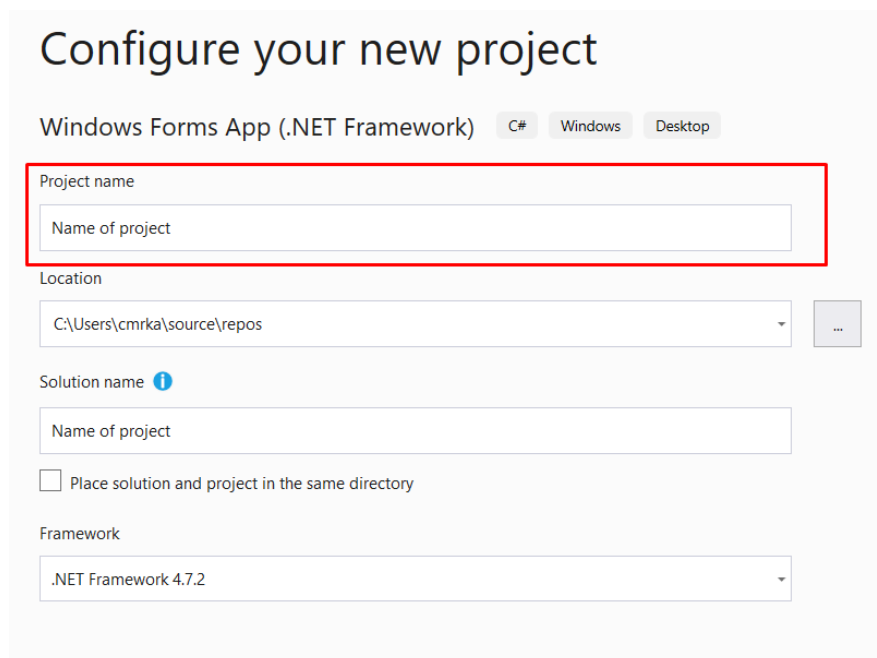 Configure your new project
Windows Forms App (.NET Framework) C# Windows Desktop
Project name
Name of project
Location
C:\Users\cmrka\source\repos ...
Solution name i
Name of project
Place solution and project in the same directory
Framework
.NET Framework 4.7.2